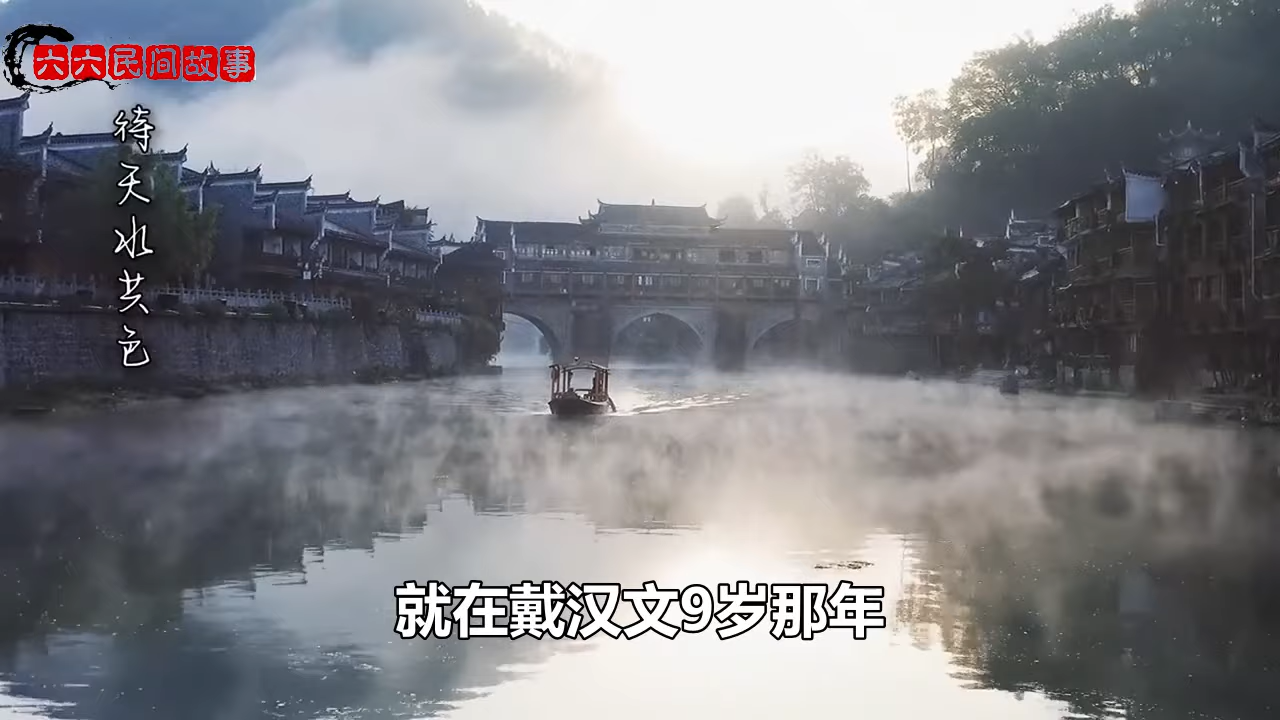 六六民间故事
待天水共色
就在戴汉文9岁那年